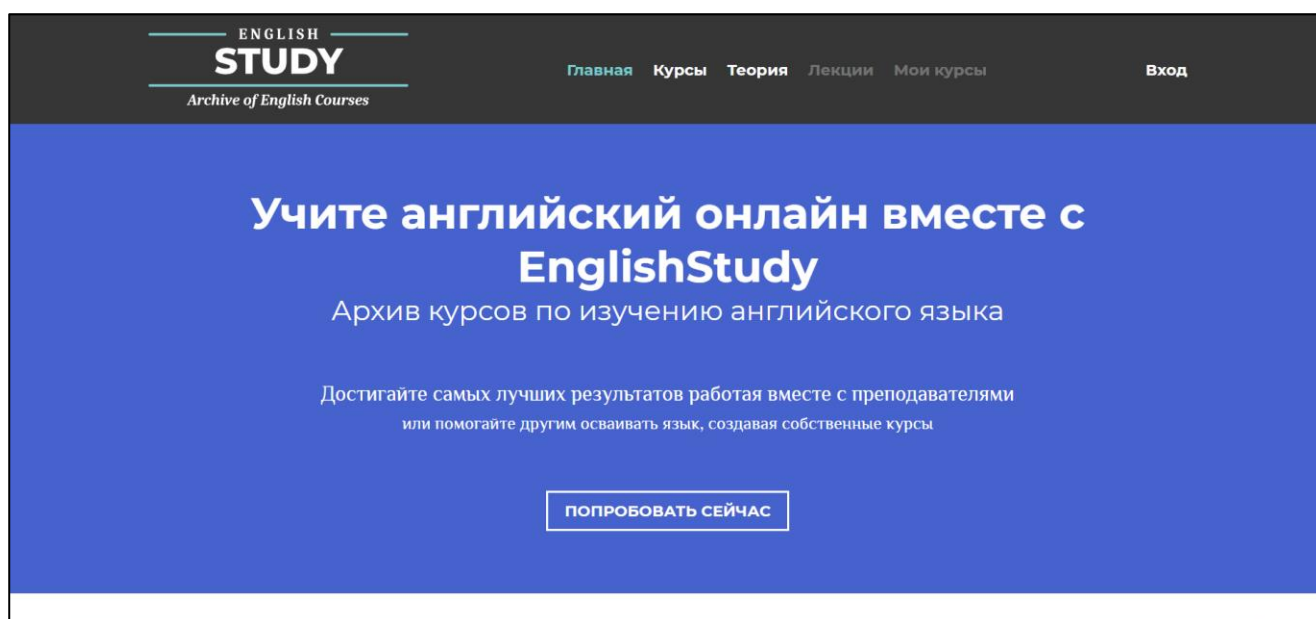 ENGLISH
STUDY
Archive of English Courses
Главная Курсы Теория Лекции Мои курсы Вход
Учите английский онлайн вместе с
EnglishStudy
Архив курсов по изучению английского языка
Достигайте самых лучших результатов работая вместе с преподавателями
или помогайте другим осваивать язык, создавая собственные курсы
ПОПРОБОВАТЬ СЕЙЧАС